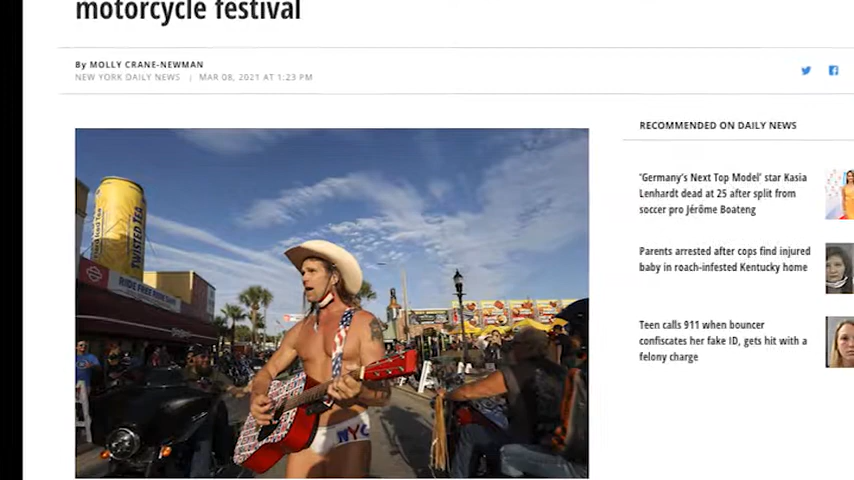 motorcycle festival
By MOLLY CRANE-NEWMAN
NEW YORK DAILY NEWS | MAR 08, 2021 AT 1:23 PM
RECOMMENDED ON DAILY NEWS
'Germany's Next Top Model' star Kasia
Lenhardt dead at 25 after split from
soccer pro Jérôme Boateng
Parents arrested after cops find injured
baby in roach-infested Kentucky home
Teen calls 911 when bouncer
confiscates her fake ID, gets hit with a
felony charge
TWISTED TEA
RIDE FREE
NYC